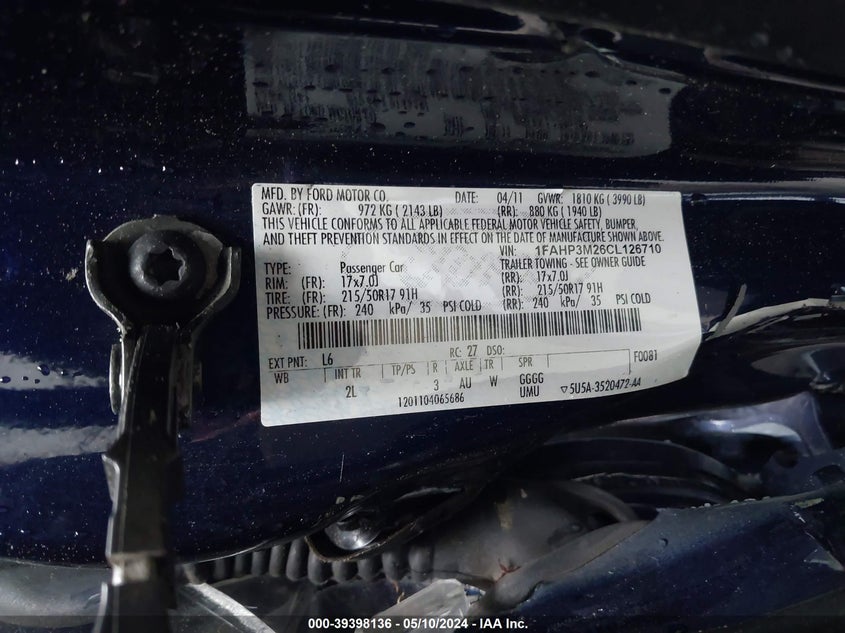 MFD. BY FORD MOTOR CO. DATE: 04/11 GVWR: 1810 KG ( 3990 LB)
GAWR: (FR): 972 KG ( 2143 LB) (RR): 880 KG ( 1940 LB)
THIS VEHICLE CONFORMS TO ALL APPLICABLE FEDERAL MOTOR VEHICLE SAFETY, BUMPER,
AND THEFT PREVENTION STANDARDS IN EFFECT ON THE DATE OF MANUFACTURE SHOWN ABOVE.
VIN: 1FAHP3M26CL126710
TYPE: Passenger Car TRAILER TOWING - SEE OWNER GUIDE
RIM: (FR): 17x7.0J (RR): 17x7.0J
TIRE: (FR): 215/50R17 91H (RR): 215/50R17 91H
PRESSURE: (FR): 240 kPa/ 35 PSI COLD (RR): 240 kPa/ 35 PSI COLD
EXT PNT: L6 RC: 27 DSO: F0081
WB INT TR TP/PS R AXLE TR SPR
2L 3 AU W GGGG
UMU
1201104065686 ▽5U5A-3520472-AA
000-39398136 - 05/10/2024 - IAA Inc.